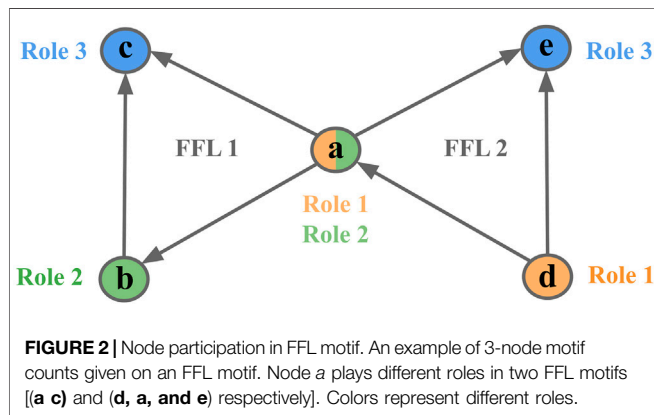 Role 3 c e Role 3
FFL 1 a FFL 2
Role 1
Role 2
Role 2 b d Role 1
FIGURE 2 | Node participation in FFL motif. An example of 3-node motif
counts given on an FFL motif. Node a plays different roles in two FFL motifs
[(a c) and (d, a, and e) respectively]. Colors represent different roles.